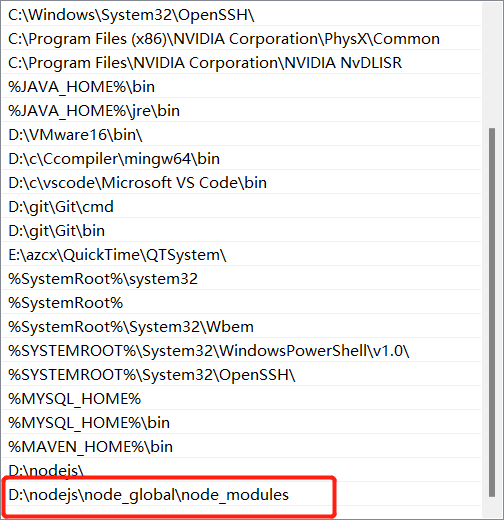 C:\Windows\System32\OpenSSH\
C:\Program Files (x86)\NVIDIA Corporation\PhysX\Common
C:\Program Files\NVIDIA Corporation\NVIDIA NvDLISR
%JAVA_HOME%\bin
%JAVA_HOME%\jre\bin
D:\VMware16\bin\
D:\c\Ccompiler\mingw64\bin
D:\c\vscode\Microsoft VS Code\bin
D:\git\Git\cmd
D:\git\Git\bin
E:\azcx\QuickTime\QTSystem\
%SystemRoot%\system32
%SystemRoot%
%SystemRoot%\System32\Wbem
%SYSTEMROOT%\System32\WindowsPowerShell\v1.0\
%SYSTEMROOT%\System32\OpenSSH\
%MYSQL_HOME%
%MYSQL_HOME%\bin
%MAVEN_HOME%\bin
D:\nodejs\
D:\nodejs\node_global\node_modules